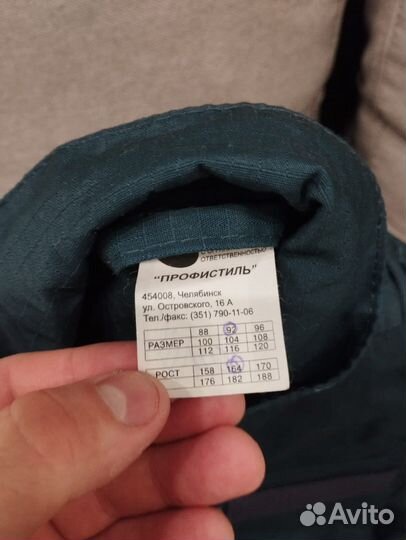 ОТВЕТСТВЕННОСТЬЮ
"ПРОФИСТИЛЬ"
454008, Челябинск
ул. Островского, 16 А
Тел./факс: (351) 790-11-06
РАЗМЕР 88 92 96
100 104 108
112 116 120
РОСТ 158 164 170
176 182 188
Avito